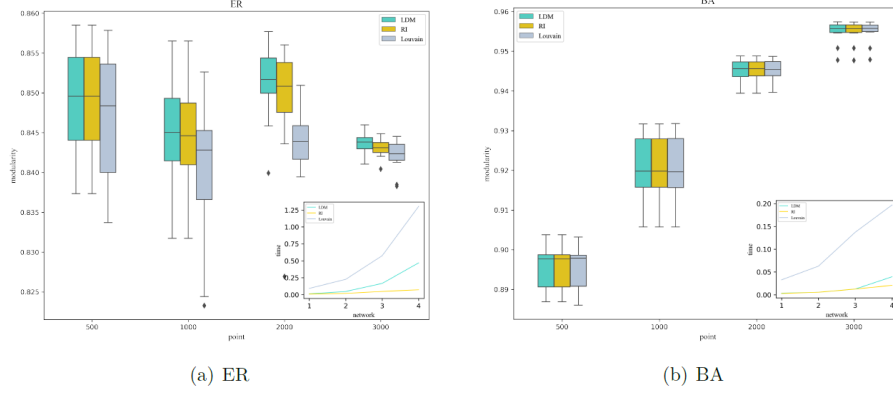 ER
0.860
0.855
0.850
0.845
0.840
0.835
0.830
0.825
modularity
LDM
RI
Louvain
500
1000
2000
3000
point
1.25
1.00
0.75
0.50
0.25
0.00
time
LDM
RI
Louvain
1
2
3
4
network
(a) ER
BA
0.96
0.95
0.94
0.93
0.92
0.91
0.90
0.89
modularity
LDM
RI
Louvain
500
1000
2000
3000
point
0.20
0.15
0.10
0.05
0.00
time
LDM
RI
Louvain
1
2
3
4
network
(b) BA